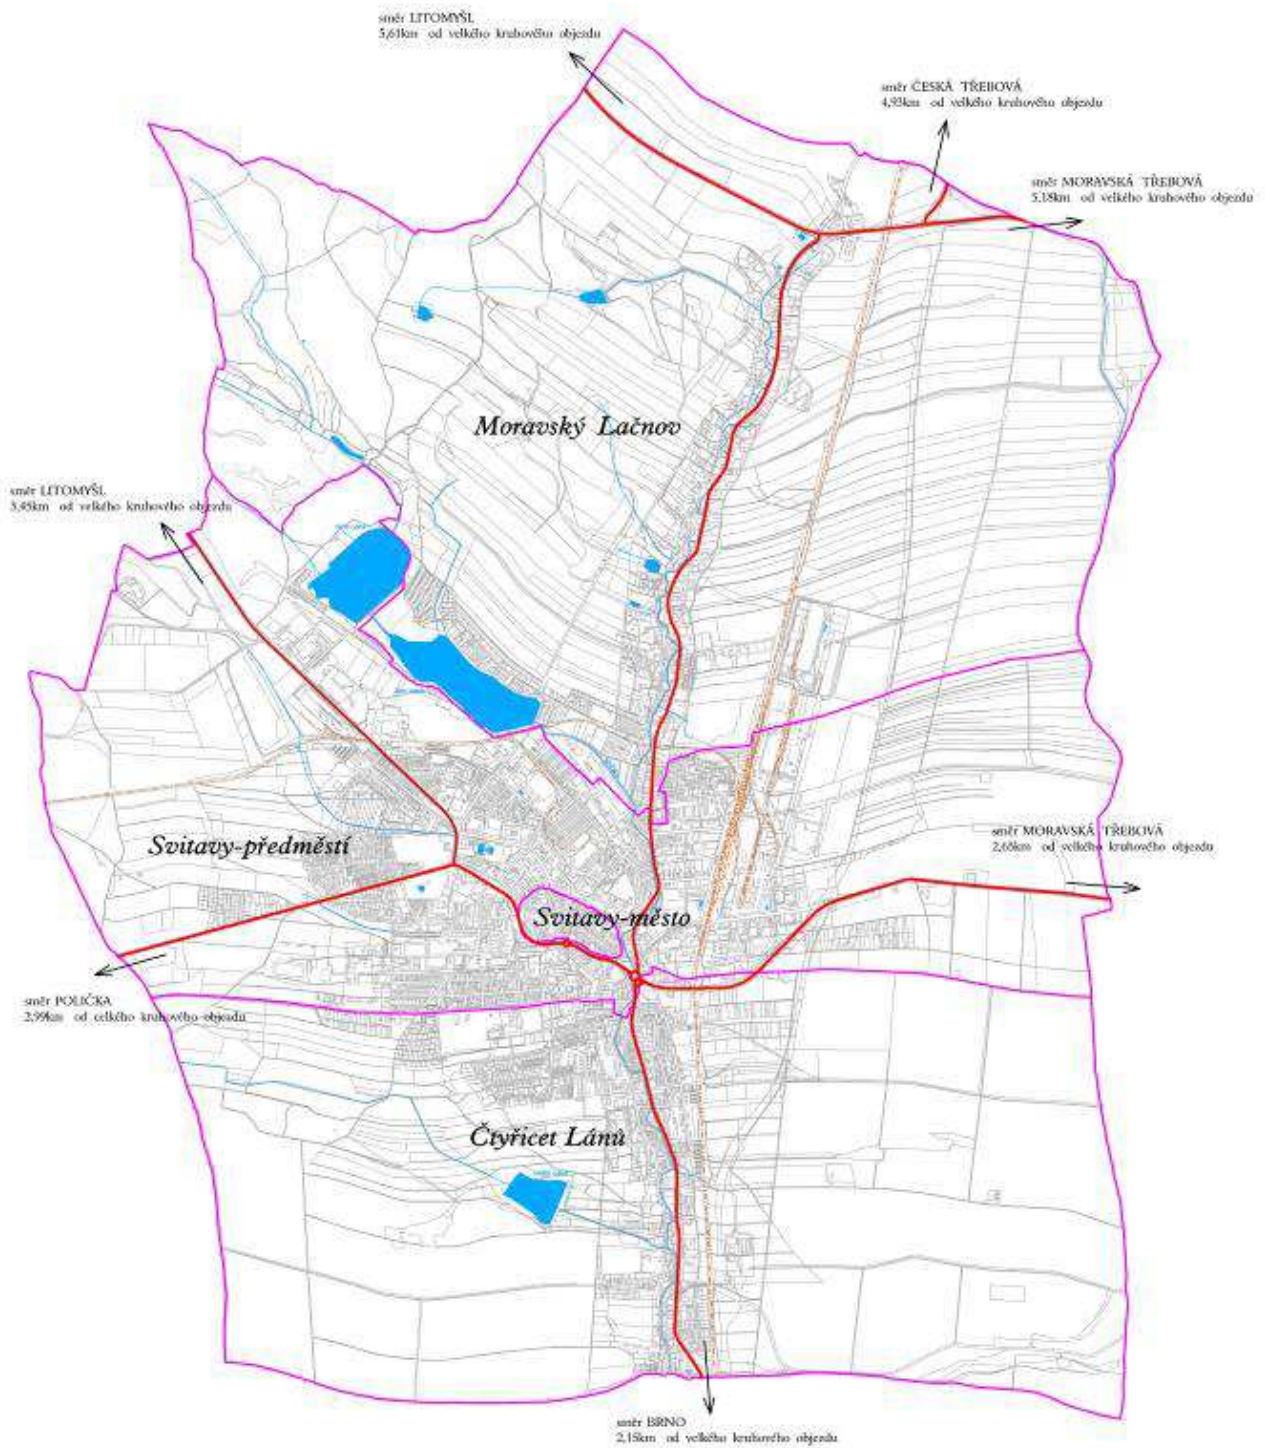 směr LITOMYŠL
5,61km od velkého kruhového objezdu
směr ČESKÁ TŘEBOVÁ
4,93km od velkého kruhového objezdu
směr MORAVSKÁ TŘEBOVÁ
5,18km od velkého kruhového objezdu
Moravský Lačnov
směr LITOMYŠL
3,95km od velkého kruhového objezdu
směr MORAVSKÁ TŘEBOVÁ
2,68km od velkého kruhového objezdu
Svitavy-předměstí
Svitavy-město
směr POLIČKA
2,99km od celkého kruhového objezdu
Čtyřicet Lánů
směr BRNO
2,15km od velkého kruhového objezdu